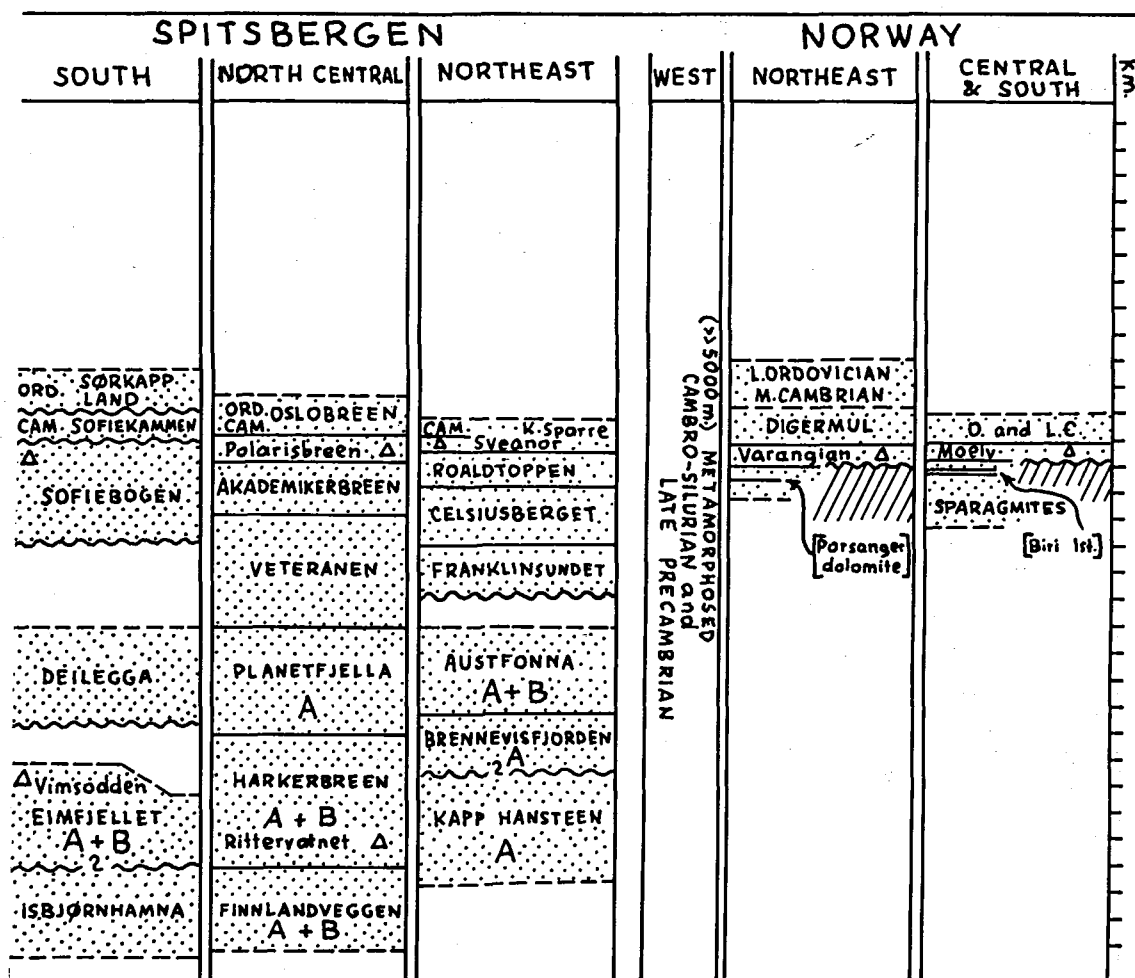 SPITSBERGEN
NORWAY
SOUTH
NORTH CENTRAL
NORTHEAST
WEST
NORTHEAST
CENTRAL
& SOUTH
KM.
ORD. SØRKAPP
LAND
CAM. SOFIEKAMMEN
Δ
SOFIEBOGEN
DEILEGGA
Δ Vimsodden
EIMFJELLET
A + B
?
ISBJØRNHAMNA
ORD. OSLOBREEN
CAM.
Polarisbreen Δ
AKADEMIKERBREEN
VETERANEN
PLANETFJELLA
A
HARKERBREEN
A + B
Rittervatnet Δ
FINNLANDVEGGEN
A + B
CAM. K. Sparre
Δ Sveanor
ROALDTOPPEN
CELSIUSBERGET
FRANKLINSUNDET
AUSTFONNA
A + B
BRENNEVISFJORDEN
A
?
KAPP HANSTEEN
A
(>>5000m) METAMORPHOSED
CAMBRO-SILURIAN and
LATE PRECAMBRIAN
L.ORDOVICIAN
M.CAMBRIAN
DIGERMUL
Varangian Δ
[Porsanger
dolomite]
O. and L.Є.
Moelv Δ
SPARAGMITES
[Biri lst.]